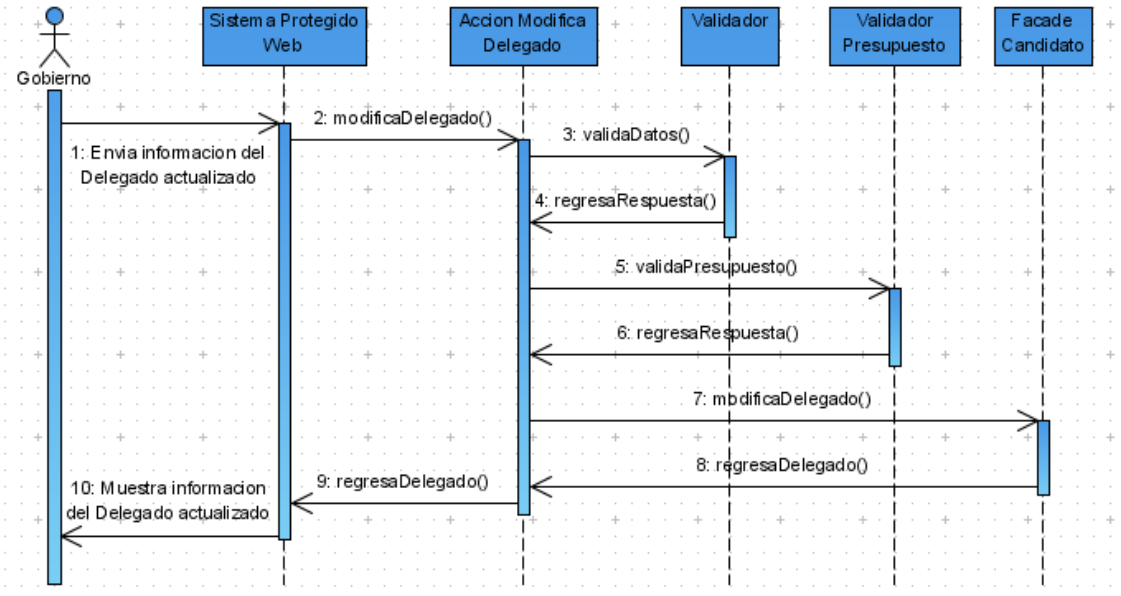 Sistema Protegido
Web
Accion Modifica
Delegado
Validador
Validador
Presupuesto
Facade
Candidato
Gobierno
1: Envia informacion del
Delegado actualizado
2: modificaDelegado()
3: validaDatos()
4: regresaRespuesta()
5: validaPresupuesto()
6: regresaRespuesta()
7: modificaDelegado()
8: regresaDelegado()
9: regresaDelegado()
10: Muestra informacion
del Delegado actualizado